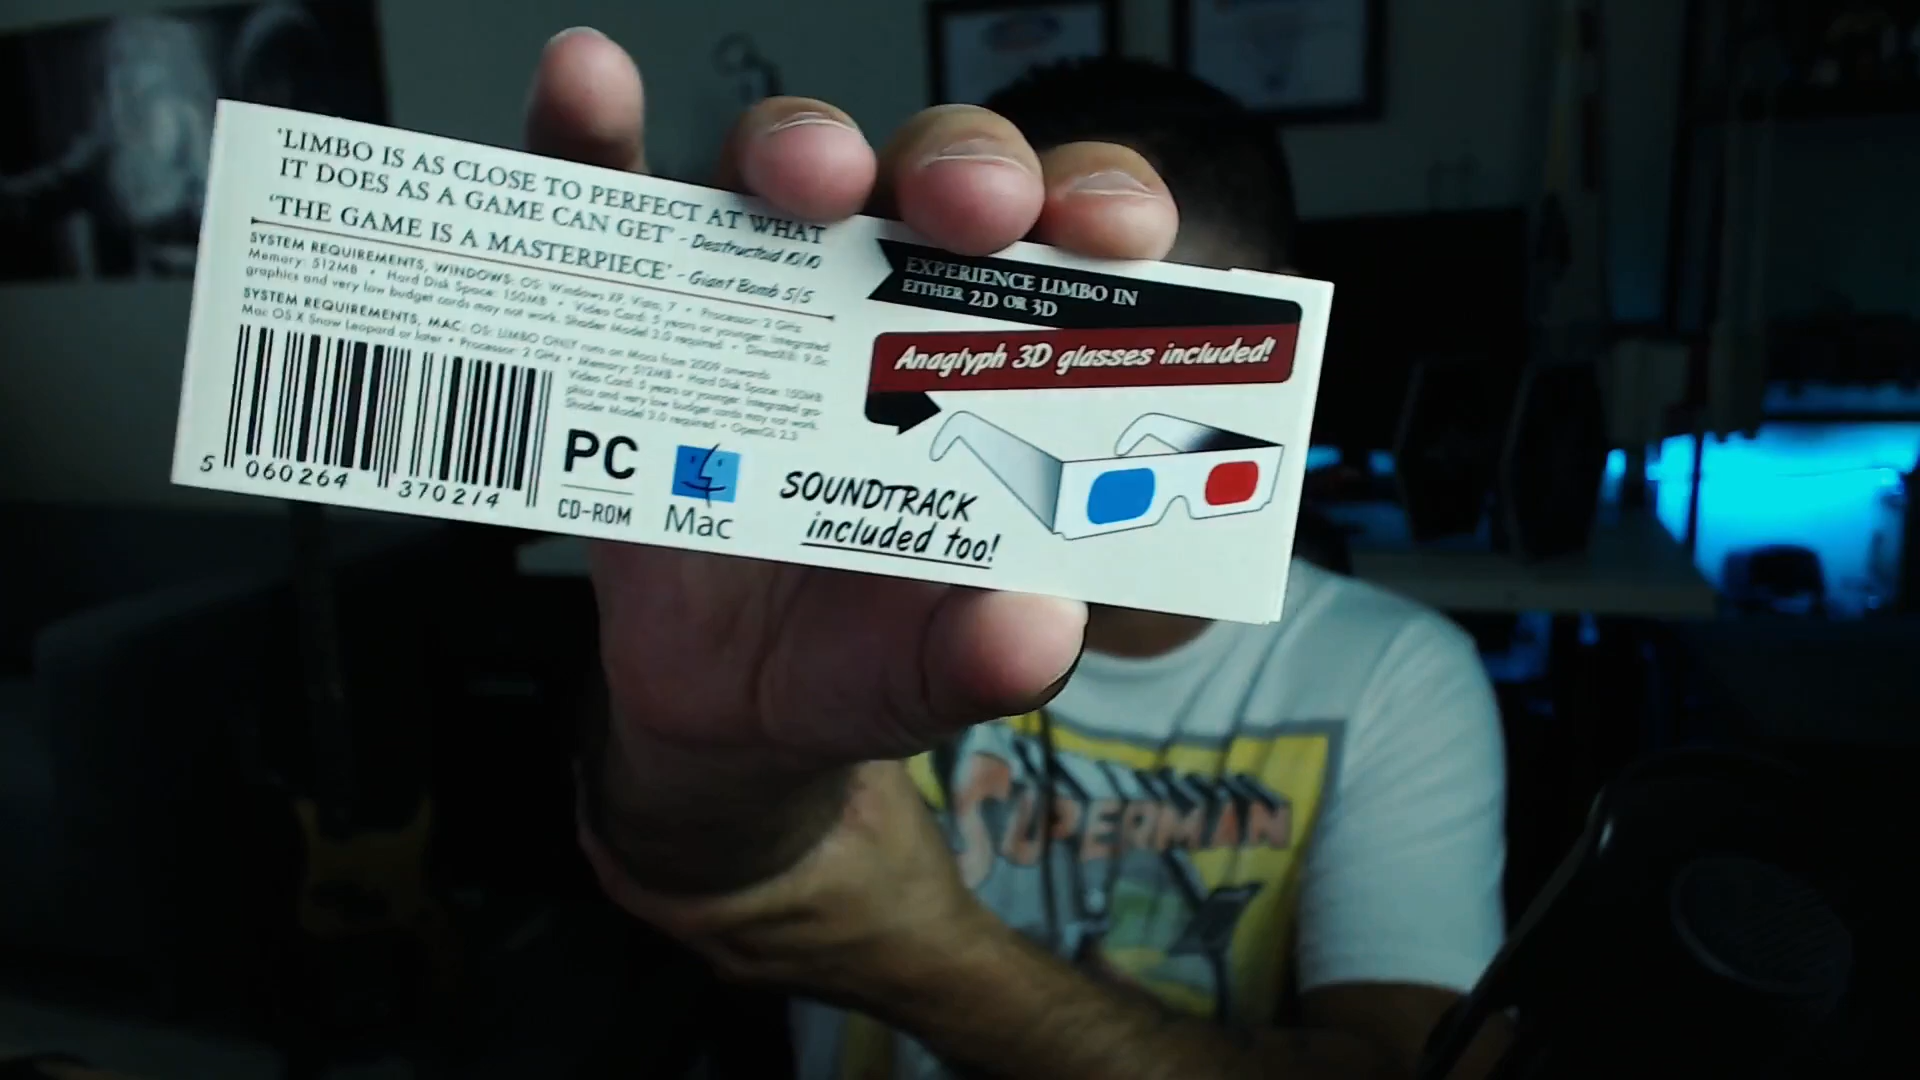 'LIMBO IS AS CLOSE TO PERFECT AT WHAT
IT DOES AS A GAME CAN GET' - Destructoid 10/10
'THE GAME IS A MASTERPIECE' - Giant Bomb 5/5
SYSTEM REQUIREMENTS, WINDOWS: OS: Windows XP, Vista, 7 • Processor: 2 GHz
Memory: 512MB • Hard Disk Space: 150MB • Video Card: 5 years or younger. Integrated
graphics and very low budget cards may not work. Shader Model 3.0 required • DirectX®: 9.0c
SYSTEM REQUIREMENTS, MAC: OS: LIMBO ONLY runs on Macs from 2009 onwards
Mac OS X Snow Leopard or later • Processor: 2 GHz • Memory: 512MB • Hard Disk Space: 150MB
Video Card: 5 years or younger. Integrated gra-
phics and very low budget cards may not work.
Shader Model 3.0 required • OpenGL 2.3
5 060264 370214
PC
CD-ROM
Mac
EXPERIENCE LIMBO IN
EITHER 2D OR 3D
Anaglyph 3D glasses included!
SOUNDTRACK
included too!
SUPERMAN